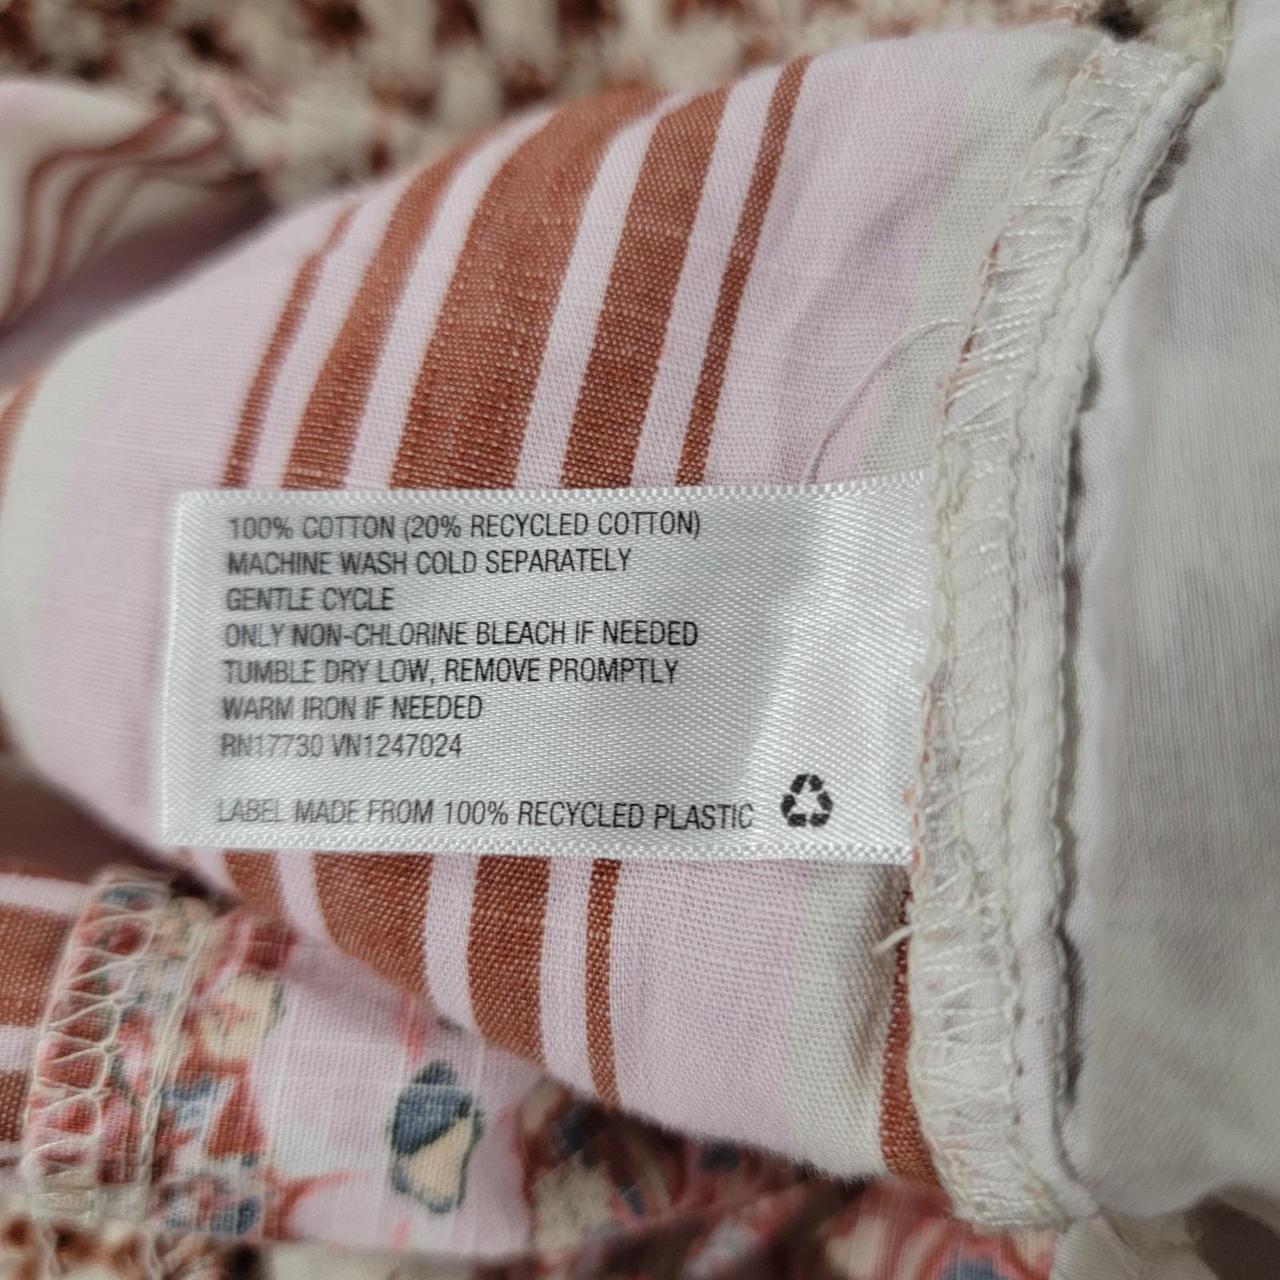 100% COTTON (20% RECYCLED COTTON)
MACHINE WASH COLD SEPARATELY
GENTLE CYCLE
ONLY NON-CHLORINE BLEACH IF NEEDED
TUMBLE DRY LOW, REMOVE PROMPTLY
WARM IRON IF NEEDED
RN17730 VN1247024
LABEL MADE FROM 100% RECYCLED PLASTIC